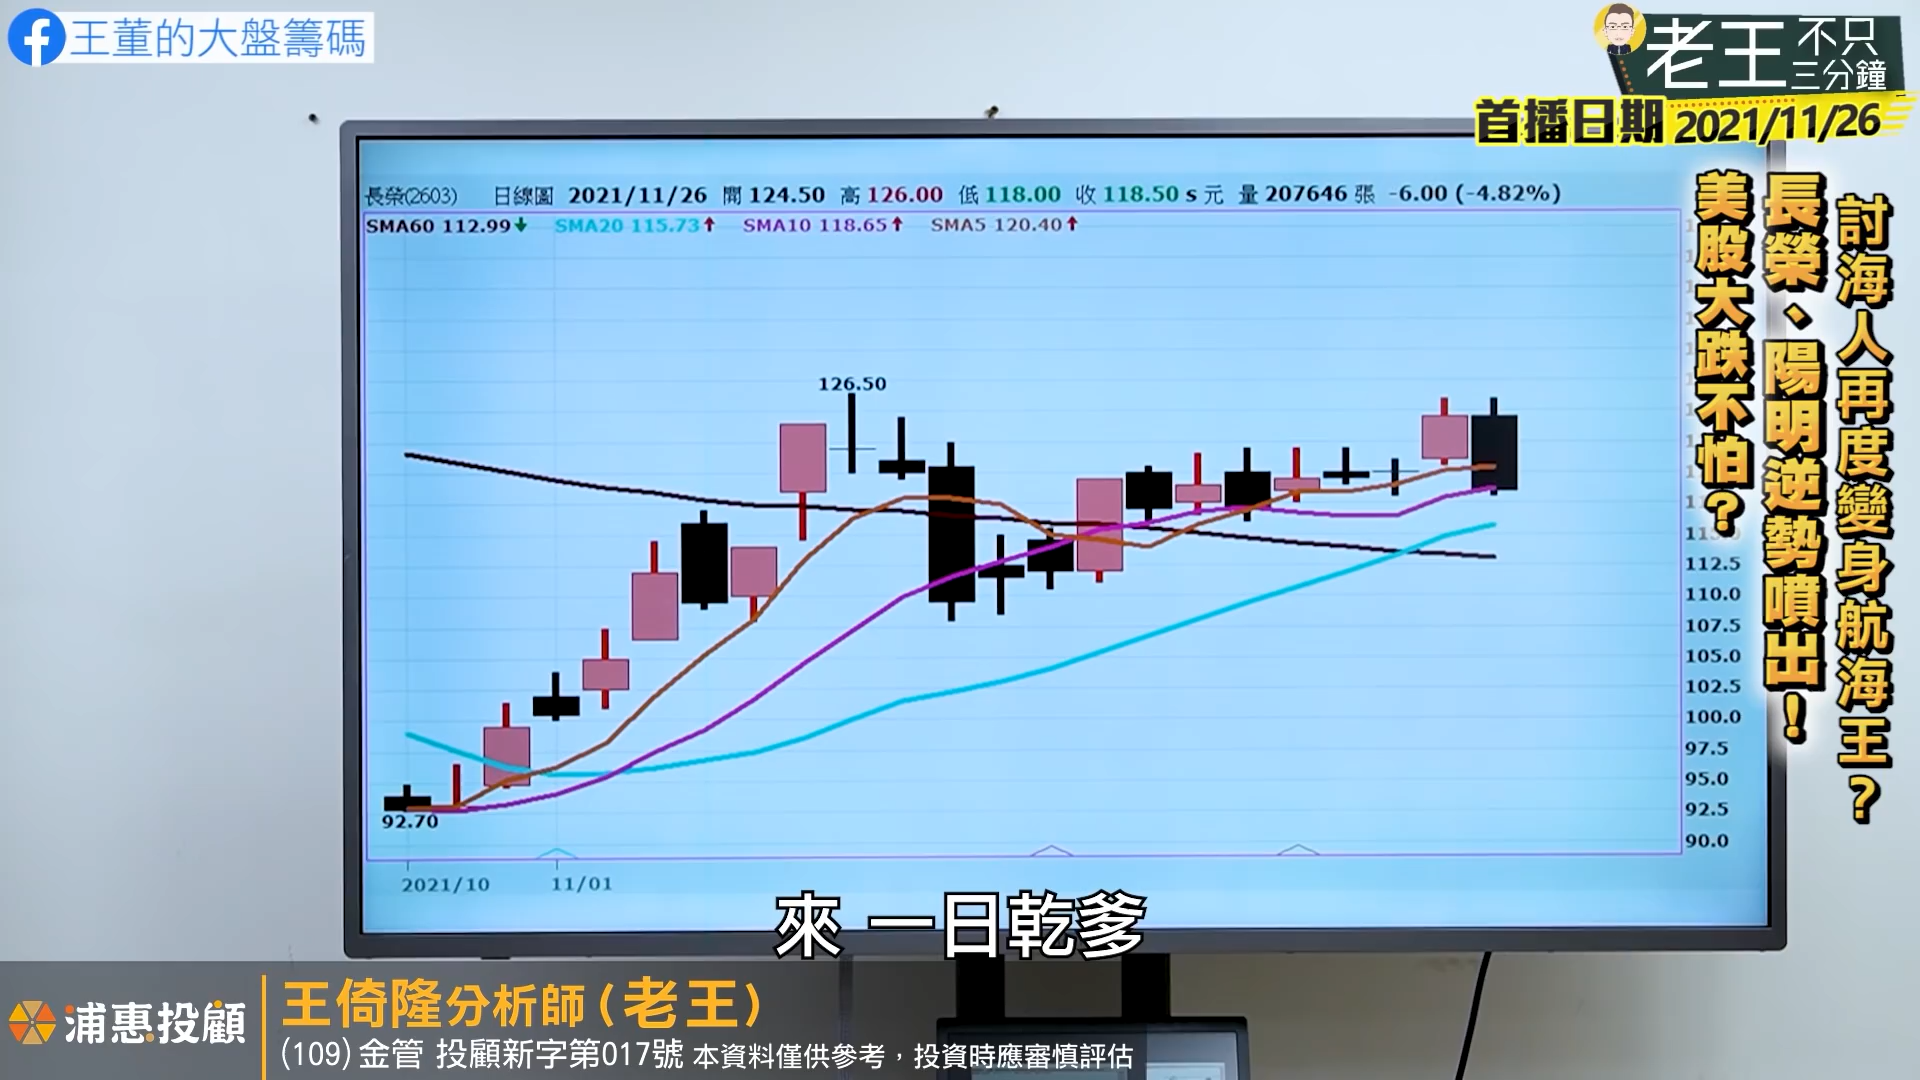 王董的大盤籌碼
老王不只三分鐘
首播日期 2021/11/26
討海人再度變身航海王？
長榮、陽明逆勢噴出！
美股大跌不怕？
長榮(2603) 日線圖 2021/11/26 開 124.50 高 126.00 低 118.00 收 118.50 s 元 量 207646 張 -6.00 (-4.82%)
SMA60 112.99↓ SMA20 115.73↑ SMA10 118.65↑ SMA5 120.40↑
126.50
92.70
112.5
110.0
107.5
105.0
102.5
100.0
97.5
95.0
92.5
90.0
2021/10 11/01
來 一日乾爹
浦惠投顧
王倚隆分析師(老王)
(109)金管 投顧新字第017號 本資料僅供參考，投資時應審慎評估